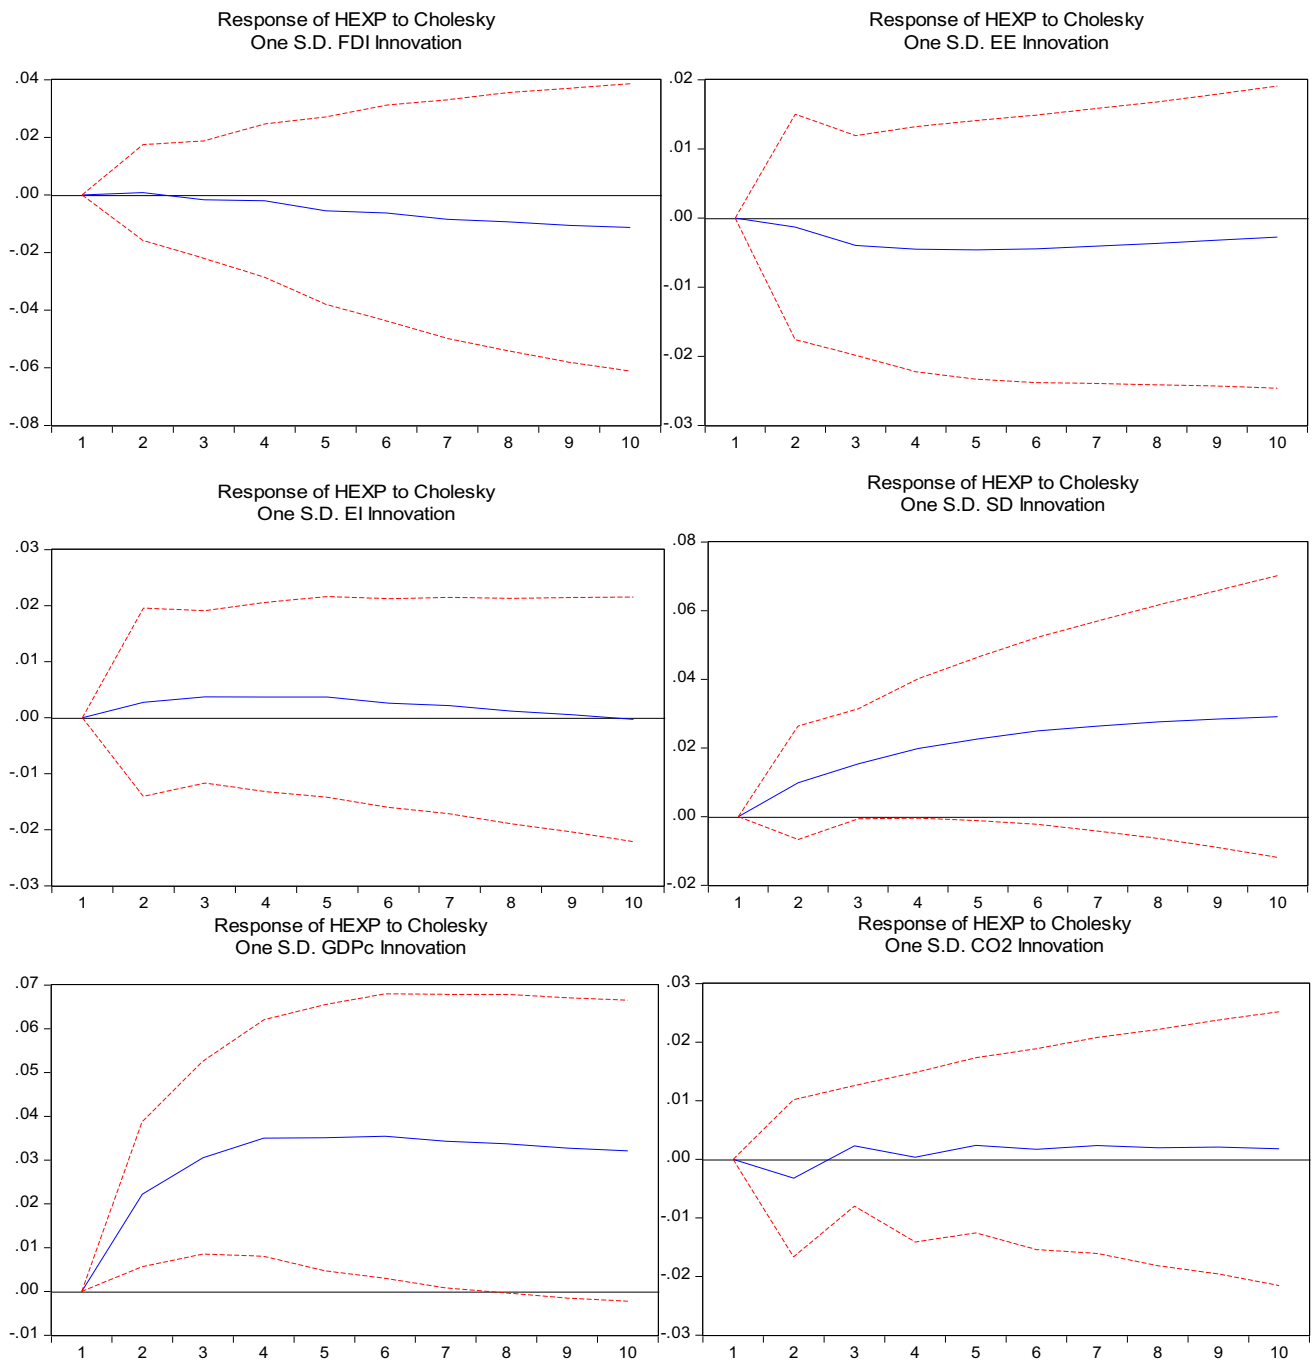 Response of HEXP to Cholesky
One S.D. FDI Innovation
.04
.02
.00
-.02
-.04
-.06
-.08
1 2 3 4 5 6 7 8 9 10
Response of HEXP to Cholesky
One S.D. EE Innovation
.02
.01
.00
-.01
-.02
-.03
1 2 3 4 5 6 7 8 9 10
Response of HEXP to Cholesky
One S.D. EI Innovation
.03
.02
.01
.00
-.01
-.02
-.03
1 2 3 4 5 6 7 8 9 10
Response of HEXP to Cholesky
One S.D. SD Innovation
.08
.06
.04
.02
.00
-.02
1 2 3 4 5 6 7 8 9 10
Response of HEXP to Cholesky
One S.D. GDPc Innovation
.07
.06
.05
.04
.03
.02
.01
.00
-.01
1 2 3 4 5 6 7 8 9 10
Response of HEXP to Cholesky
One S.D. CO2 Innovation
.03
.02
.01
.00
-.01
-.02
-.03
1 2 3 4 5 6 7 8 9 10